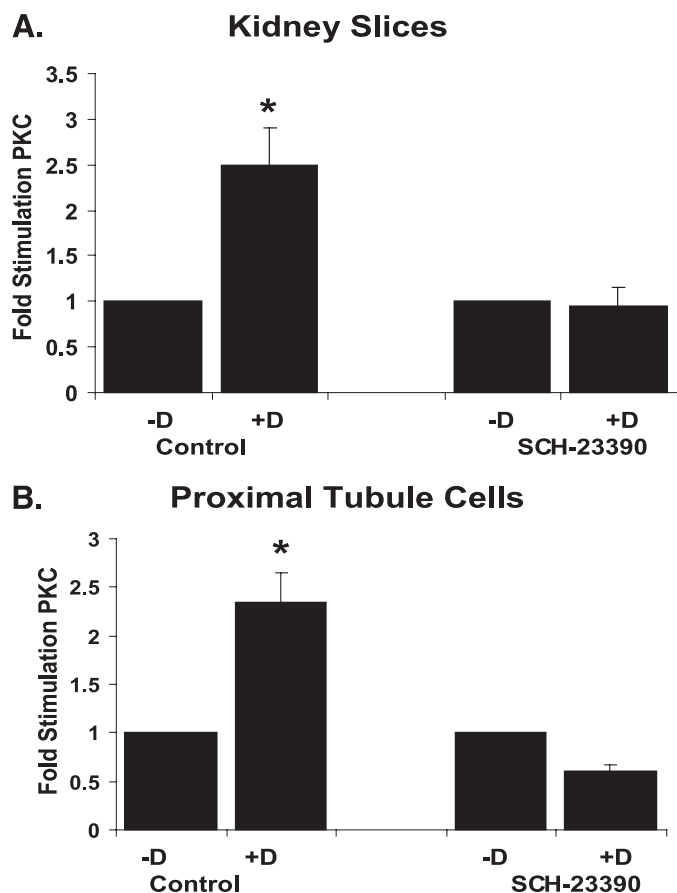 A. Kidney Slices
Fold Stimulation PKC
3.5
3
2.5
2
1.5
1
0.5
0
*
-D +D -D +D
Control SCH-23390
B. Proximal Tubule Cells
Fold Stimulation PKC
3
2.5
2
1.5
1
0.5
0
*
-D +D -D +D
Control SCH-23390